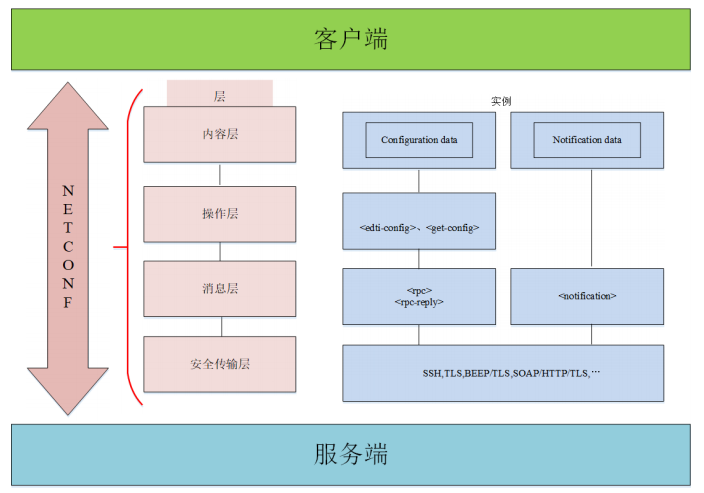 客户端
NETCONF
层
内容层
操作层
消息层
安全传输层
实例
Configuration data
Notification data
<edti-config>、<get-config>
<rpc>
<rpc-reply>
<notification>
SSH,TLS,BEEP/TLS,SOAP/HTTP/TLS,…
服务端